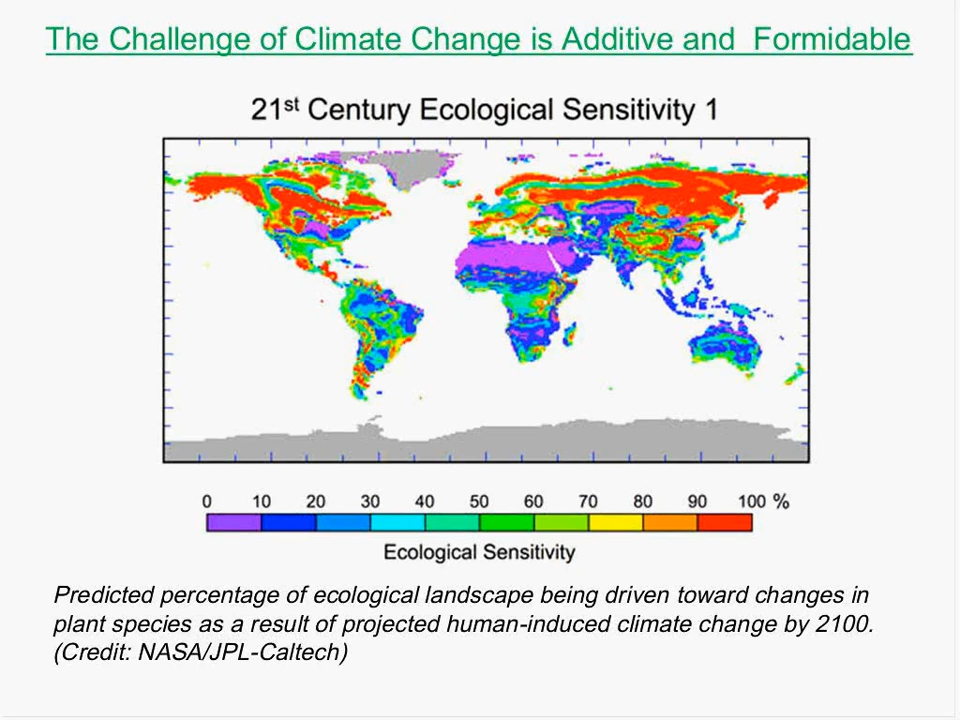 The Challenge of Climate Change is Additive and Formidable
21st Century Ecological Sensitivity 1
0 10 20 30 40 50 60 70 80 90 100 %
Ecological Sensitivity
Predicted percentage of ecological landscape being driven toward changes in
plant species as a result of projected human-induced climate change by 2100.
(Credit: NASA/JPL-Caltech)